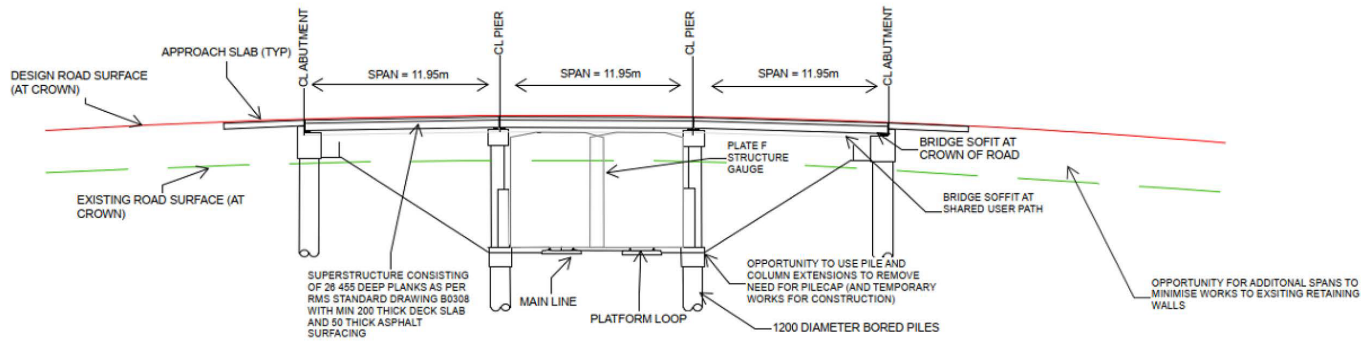 CL ABUTMENT
CL PIER
CL PIER
CL ABUTMENT
APPROACH SLAB (TYP)
SPAN = 11.95m
SPAN = 11.95m
SPAN = 11.95m
DESIGN ROAD SURFACE
(AT CROWN)
PLATE F
STRUCTURE
GAUGE
BRIDGE SOFIT AT
CROWN OF ROAD
EXISTING ROAD SURFACE (AT
CROWN)
BRIDGE SOFFIT AT
SHARED USER PATH
SUPERSTRUCTURE CONSISTING
OF 26 455 DEEP PLANKS AS PER
RMS STANDARD DRAWING B0308
WITH MIN 200 THICK DECK SLAB
AND 50 THICK ASPHALT
SURFACING
MAIN LINE
PLATFORM LOOP
OPPORTUNITY TO USE PILE AND
COLUMN EXTENSIONS TO REMOVE
NEED FOR PILECAP (AND TEMPORARY
WORKS FOR CONSTRUCTION)
1200 DIAMETER BORED PILES
OPPORTUNITY FOR ADDITONAL SPANS TO
MINIMISE WORKS TO EXSITING RETAINING
WALLS